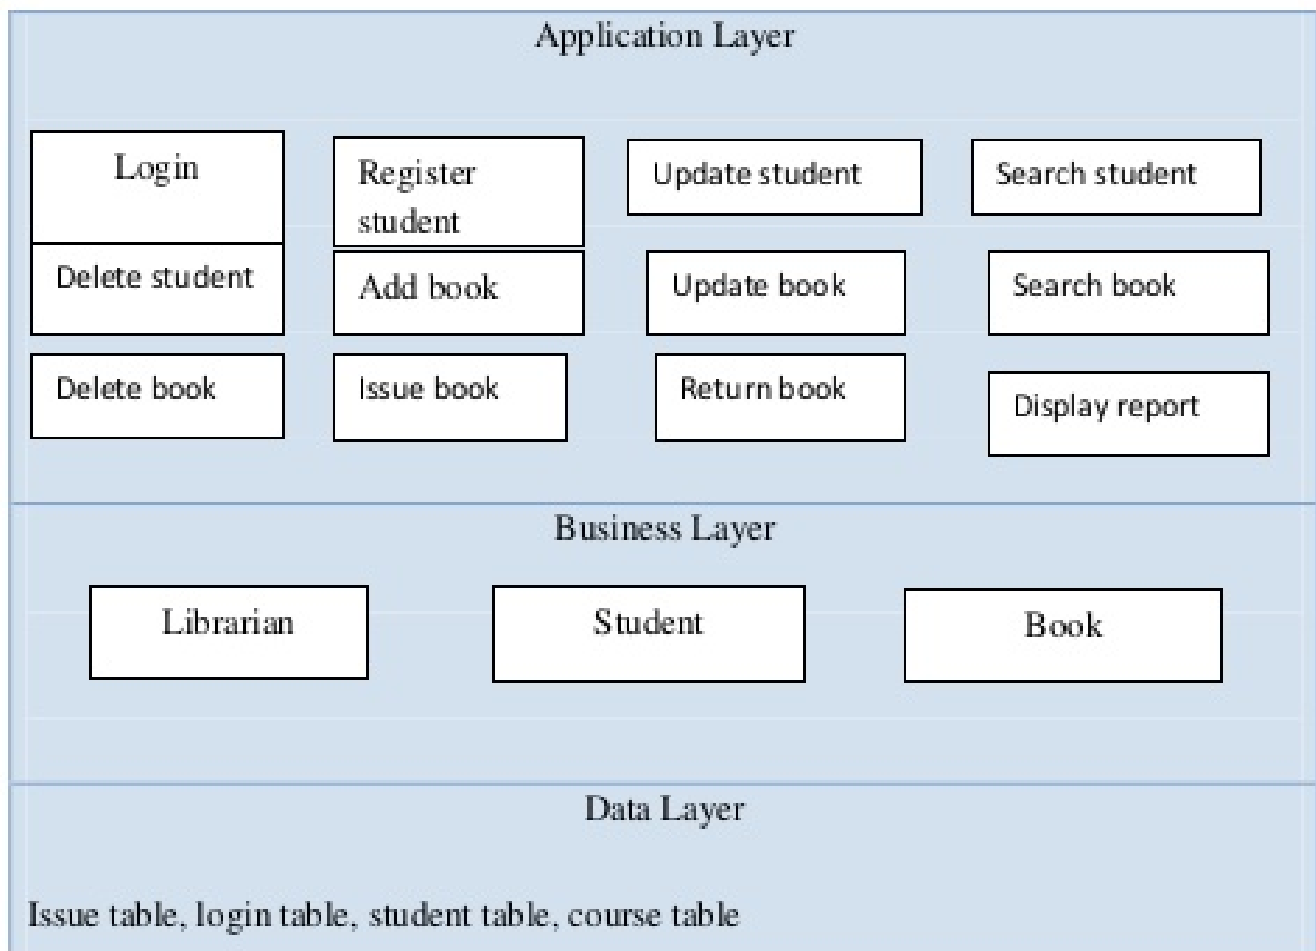 Application Layer
Login
Register
student
Update student
Search student
Delete student
Add book
Update book
Search book
Delete book
Issue book
Return book
Display report
Business Layer
Librarian
Student
Book
Data Layer
Issue table, login table, student table, course table